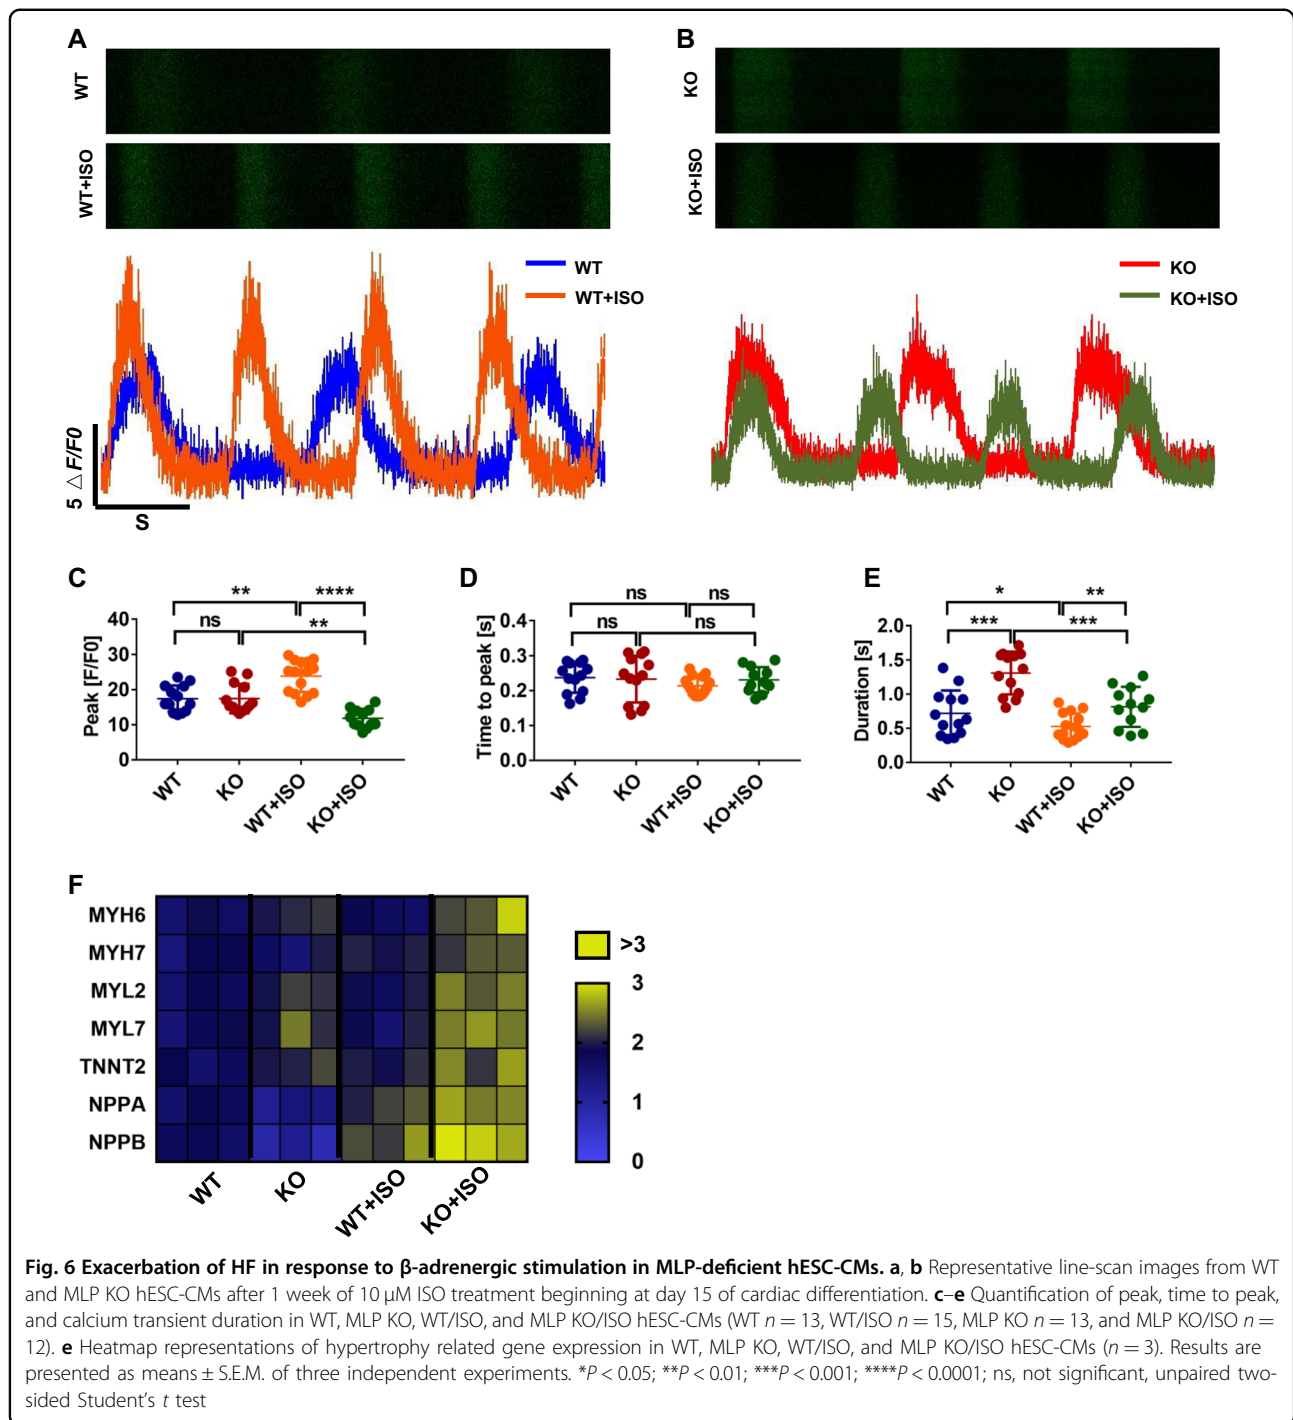 A
B
WT
KO
WT+ISO
KO+ISO
WT
WT+ISO
KO
KO+ISO
5 △ F/F0
S
C
D
E
** ****
ns **
Peak [F/F0]
40
30
20
10
0
WT KO WT+ISO KO+ISO
ns ns
ns ns
Time to peak [s]
0.4
0.3
0.2
0.1
0.0
WT KO WT+ISO KO+ISO
* **
*** ***
Duration [s]
2.0
1.5
1.0
0.5
0.0
WT KO WT+ISO KO+ISO
F
MYH6
MYH7
MYL2
MYL7
TNNT2
NPPA
NPPB
WT KO WT+ISO KO+ISO
>3
3
2
1
0
Fig. 6 Exacerbation of HF in response to β-adrenergic stimulation in MLP-deficient hESC-CMs. a, b Representative line-scan images from WT
and MLP KO hESC-CMs after 1 week of 10 µM ISO treatment beginning at day 15 of cardiac differentiation. c–e Quantification of peak, time to peak,
and calcium transient duration in WT, MLP KO, WT/ISO, and MLP KO/ISO hESC-CMs (WT n = 13, WT/ISO n = 15, MLP KO n = 13, and MLP KO/ISO n =
12). e Heatmap representations of hypertrophy related gene expression in WT, MLP KO, WT/ISO, and MLP KO/ISO hESC-CMs (n = 3). Results are
presented as means ± S.E.M. of three independent experiments. *P < 0.05; **P < 0.01; ***P < 0.001; ****P < 0.0001; ns, not significant, unpaired two-
sided Student's t test